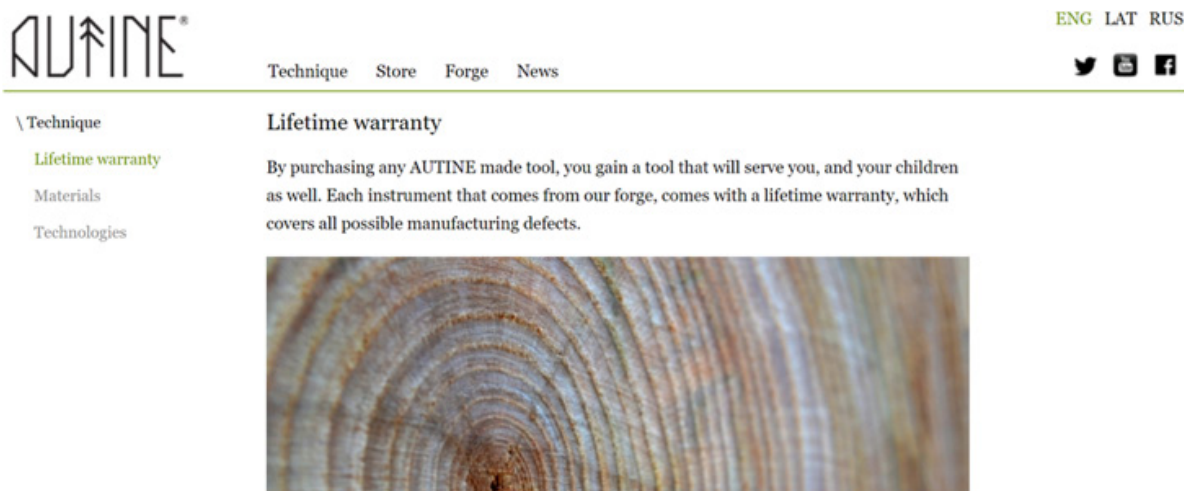 AUTINE®
ENG LAT RUS
Technique Store Forge News
\ Technique
Lifetime warranty
Materials
Technologies
Lifetime warranty
By purchasing any AUTINE made tool, you gain a tool that will serve you, and your children
as well. Each instrument that comes from our forge, comes with a lifetime warranty, which
covers all possible manufacturing defects.